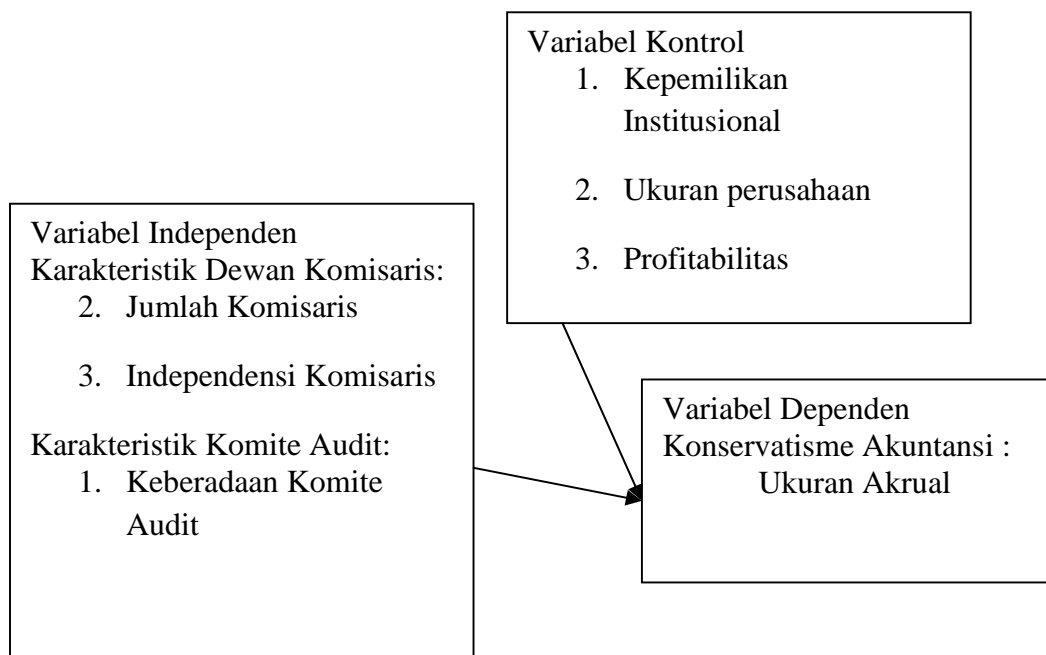 Variabel Kontrol
1. Kepemilikan
Institusional
2. Ukuran perusahaan
3. Profitabilitas
Variabel Independen
Karakteristik Dewan Komisaris:
2. Jumlah Komisaris
3. Independensi Komisaris
Karakteristik Komite Audit:
1. Keberadaan Komite
Audit
Variabel Dependen
Konservatisme Akuntansi :
Ukuran Akrual